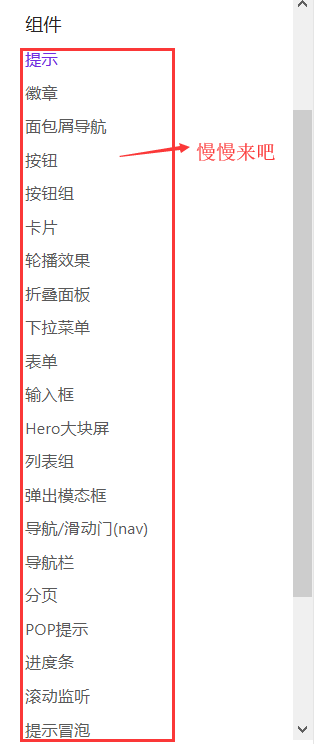 组件
提示
徽章
面包屑导航
按钮
慢慢来吧
按钮组
卡片
轮播效果
折叠面板
下拉菜单
表单
输入框
Hero大块屏
列表组
弹出模态框
导航/滑动门(nav)
导航栏
分页
POP提示
进度条
滚动监听
提示冒泡